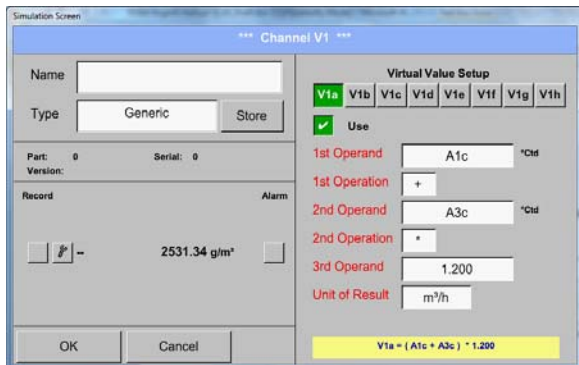 Simulation Screen
*** Channel V1 ***
Name
Type Generic Store
Part: 0 Serial: 0
Version:
Record Alarm
-- 2531.34 g/m³
OK Cancel
Virtual Value Setup
V1a V1b V1c V1d V1e V1f V1g V1h
Use
1st Operand A1c °Ctd
1st Operation +
2nd Operand A3c °Ctd
2nd Operation *
3rd Operand 1.200
Unit of Result m³/h
V1a = ( A1c + A3c ) * 1.200